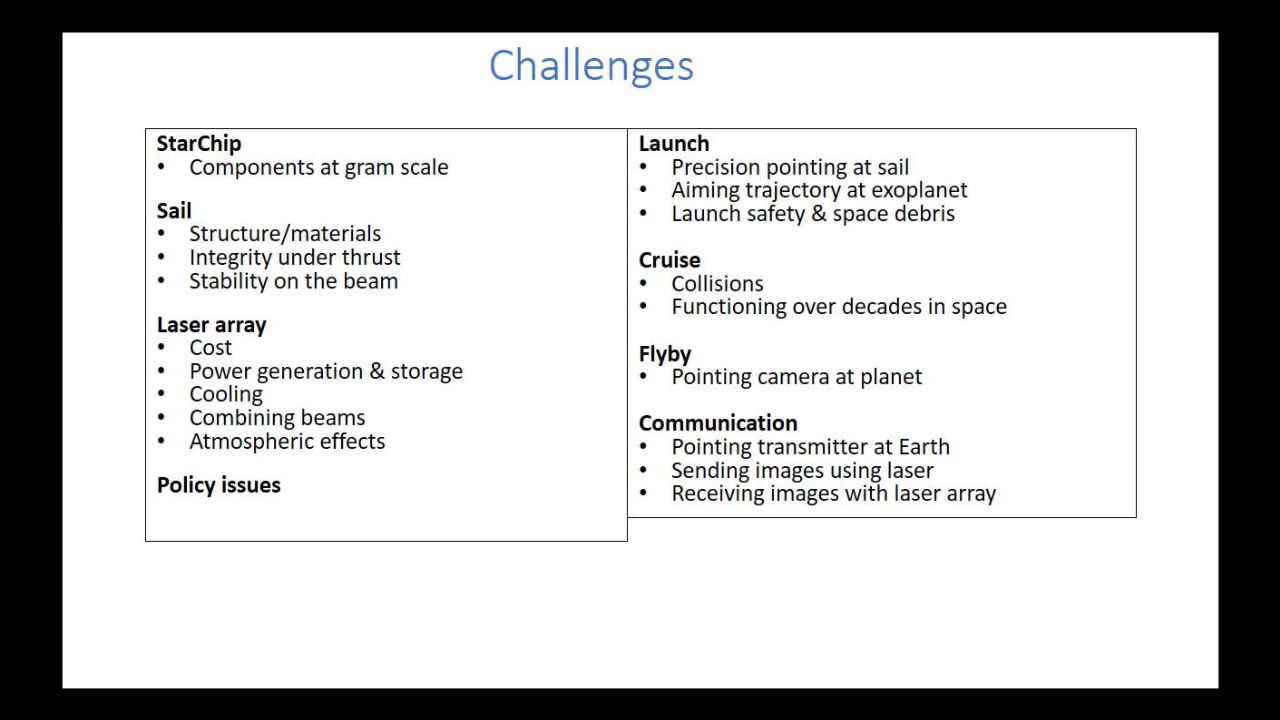 Challenges
StarChip
• Components at gram scale
Sail
• Structure/materials
• Integrity under thrust
• Stability on the beam
Laser array
• Cost
• Power generation & storage
• Cooling
• Combining beams
• Atmospheric effects
Policy issues
Launch
• Precision pointing at sail
• Aiming trajectory at exoplanet
• Launch safety & space debris
Cruise
• Collisions
• Functioning over decades in space
Flyby
• Pointing camera at planet
Communication
• Pointing transmitter at Earth
• Sending images using laser
• Receiving images with laser array